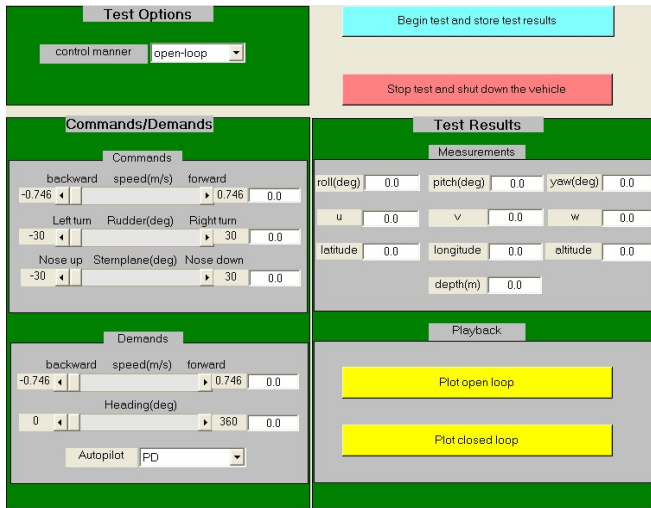 Test Options
control manner open-loop
Begin test and store test results
Stop test and shut down the vehicle
Commands/Demands
Commands
backward speed(m/s) forward
-0.746 0.746 0.0
Left turn Rudder(deg) Right turn
-30 30 0.0
Nose up Sternplane(deg) Nose down
-30 30 0.0
Demands
backward speed(m/s) forward
-0.746 0.746 0.0
Heading(deg)
0 360 0.0
Autopilot PD
Test Results
Measurements
roll(deg) 0.0 pitch(deg) 0.0 yaw(deg) 0.0
u 0.0 v 0.0 w 0.0
latitude 0.0 longitude 0.0 altitude 0.0
depth(m) 0.0
Playback
Plot open loop
Plot closed loop